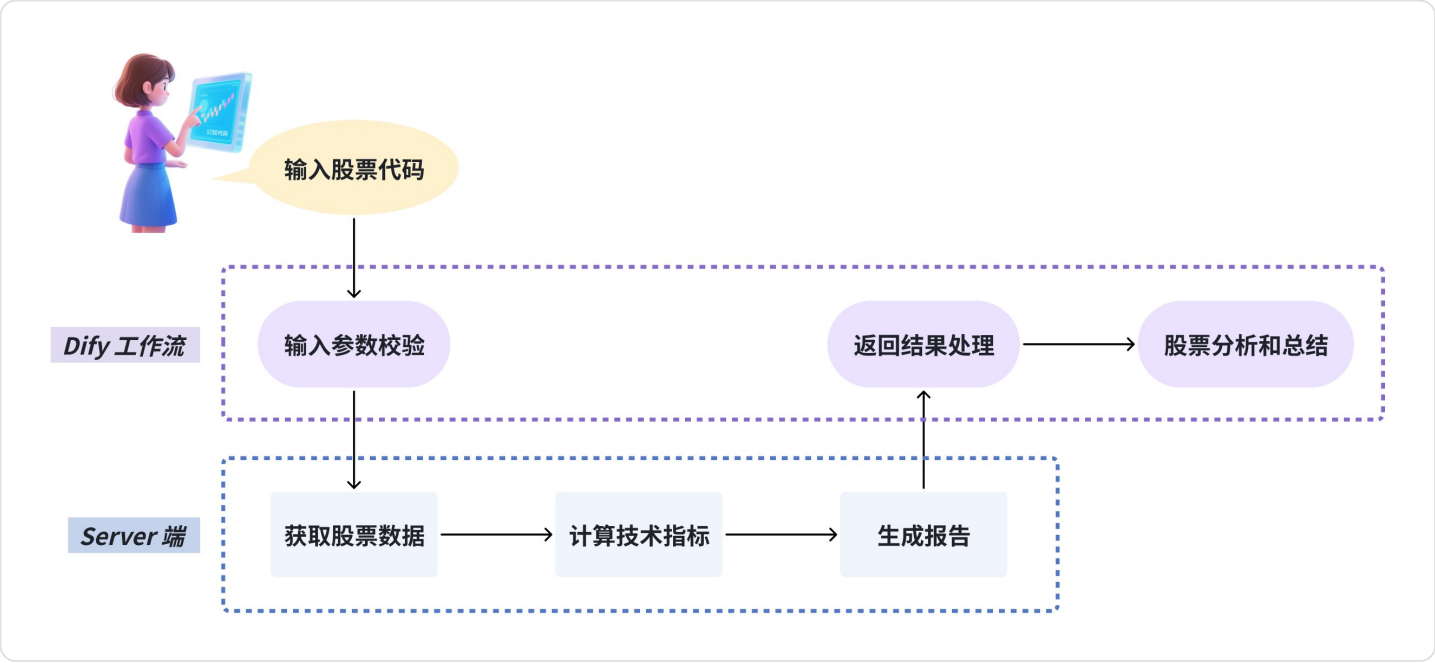 输入股票代码
Dify 工作流
输入参数校验
返回结果处理
股票分析和总结
Server 端
获取股票数据
计算技术指标
生成报告